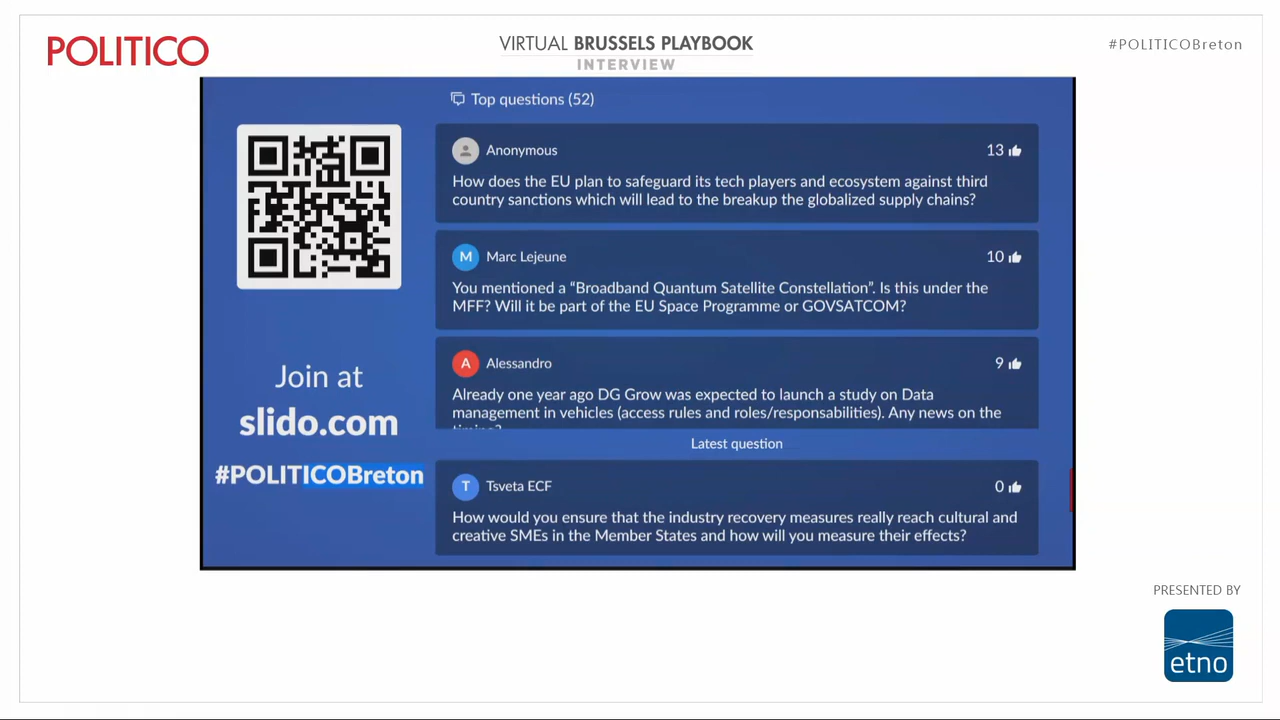 POLITICO
VIRTUAL BRUSSELS PLAYBOOK
INTERVIEW
#POLITICOBreton
Top questions (52)
Anonymous
13
How does the EU plan to safeguard its tech players and ecosystem against third
country sanctions which will lead to the breakup the globalized supply chains?
M Marc Lejeune
10
You mentioned a “Broadband Quantum Satellite Constellation”. Is this under the
MFF? Will it be part of the EU Space Programme or GOVSATCOM?
A Alessandro
9
Already one year ago DG Grow was expected to launch a study on Data
management in vehicles (access rules and roles/responsabilities). Any news on the
timing?
Latest question
T Tsveta ECF
0
How would you ensure that the industry recovery measures really reach cultural and
creative SMEs in the Member States and how will you measure their effects?
Join at
slido.com
#POLITICOBreton
PRESENTED BY
etno